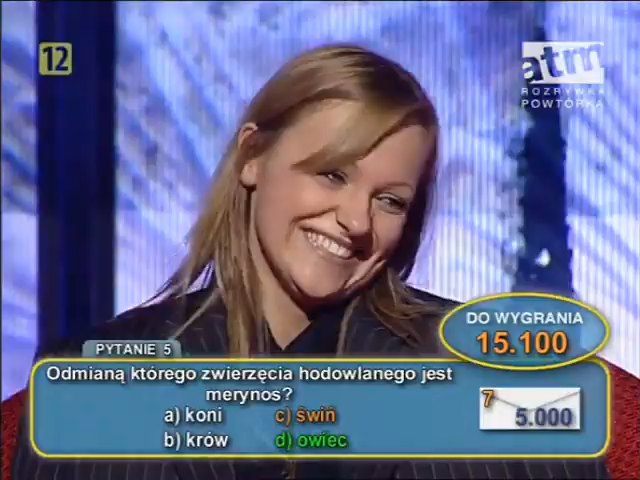 12
atm
ROZRYWKA
POWTÓRKA
DO WYGRANIA
15.100
PYTANIE 5
Odmianą którego zwierzęcia hodowlanego jest
merynos?
a) koni
c) świń
b) krów
d) owiec
7
5.000